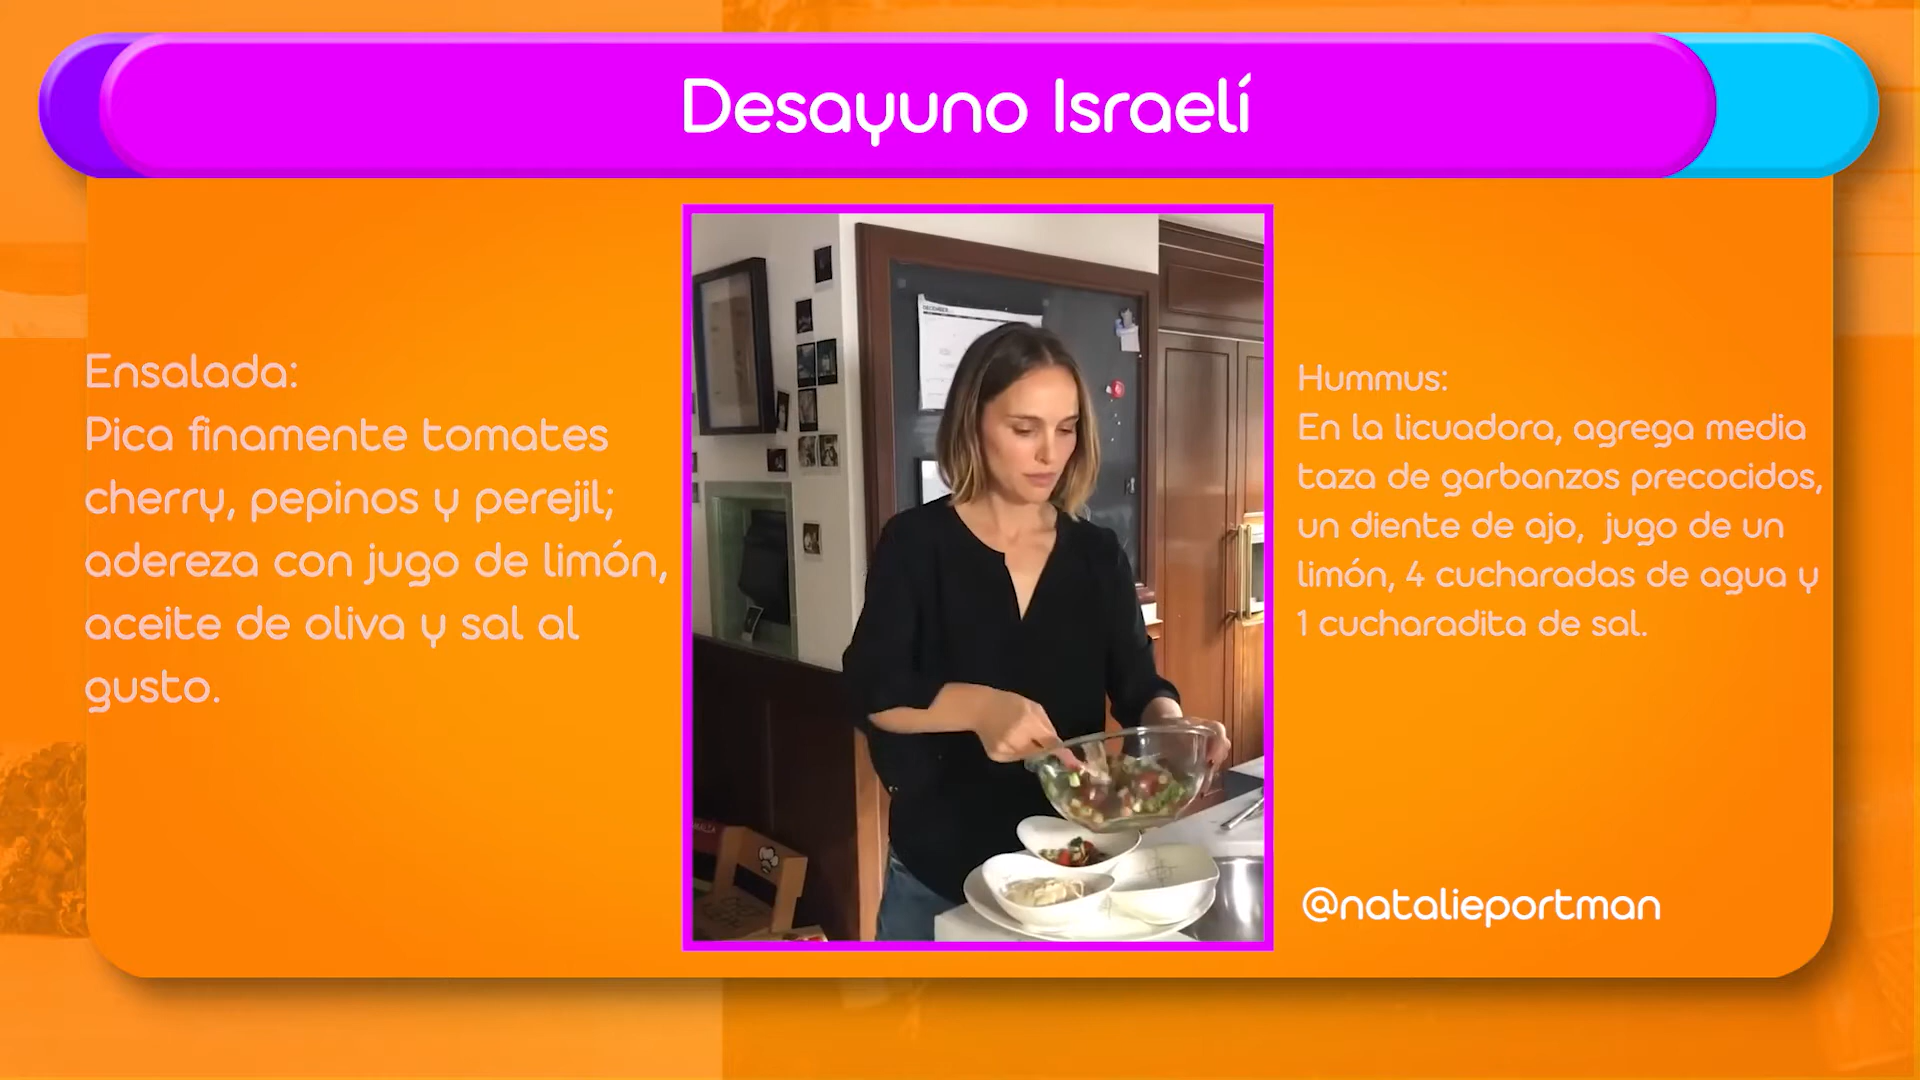 Desayuno Israelí
Ensalada:
Pica finamente tomates
cherry, pepinos y perejil;
adereza con jugo de limón,
aceite de oliva y sal al
gusto.
DECEMBER
Hummus:
En la licuadora, agrega media
taza de garbanzos precocidos,
un diente de ajo,  jugo de un
limón, 4 cucharadas de agua y
1 cucharadita de sal.
@natalieportman